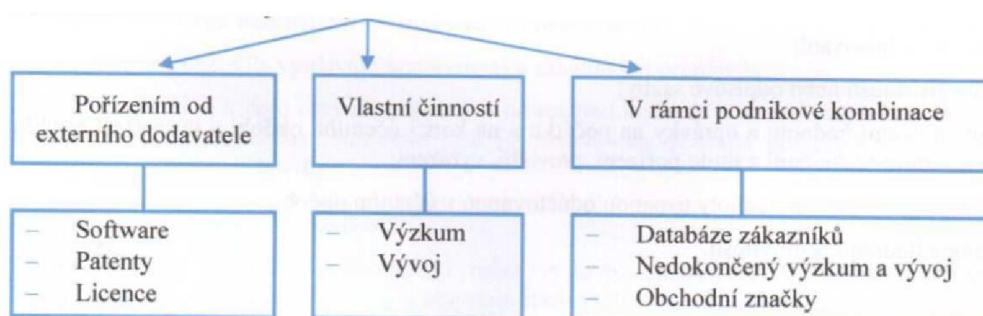 Pořízením od
externího dodavatele
Vlastní činností
V rámci podnikové kombinace
– Software
– Patenty
– Licence
– Výzkum
– Vývoj
– Databáze zákazníků
– Nedokončený výzkum a vývoj
– Obchodní značky